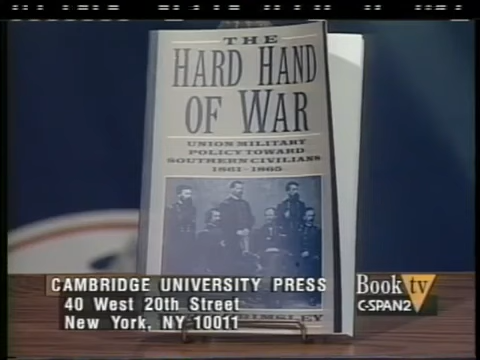 THE
HARD HAND
OF WAR
UNION MILITARY
POLICY TOWARD
SOUTHERN CIVILIANS
1861-1865
CAMBRIDGE UNIVERSITY PRESS
40 West 20th Street
New York, NY 10011
Book tv
C-SPAN2